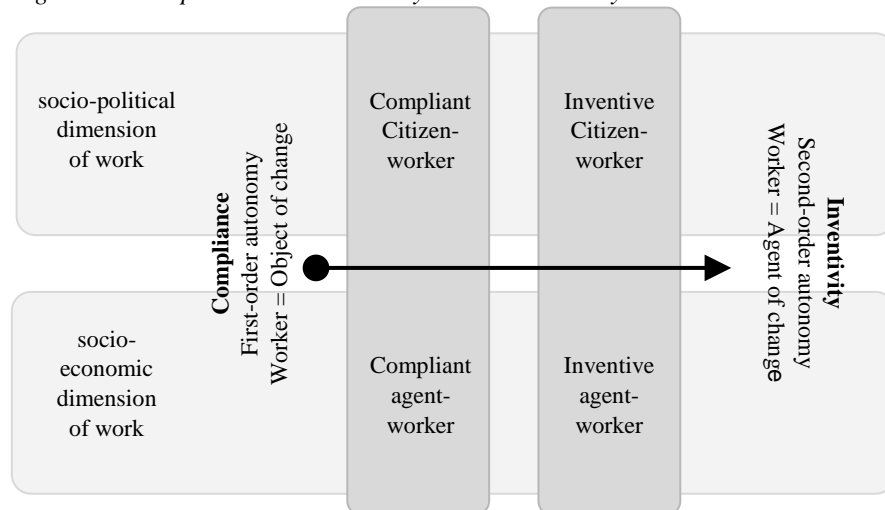 socio-political
dimension
of work
Compliant
Citizen-
worker
Inventive
Citizen-
worker
Compliance
First-order autonomy
Worker = Object of change
Inventivity
Second-order autonomy
Worker = Agent of change
socio-
economic
dimension
of work
Compliant
agent-
worker
Inventive
agent-
worker